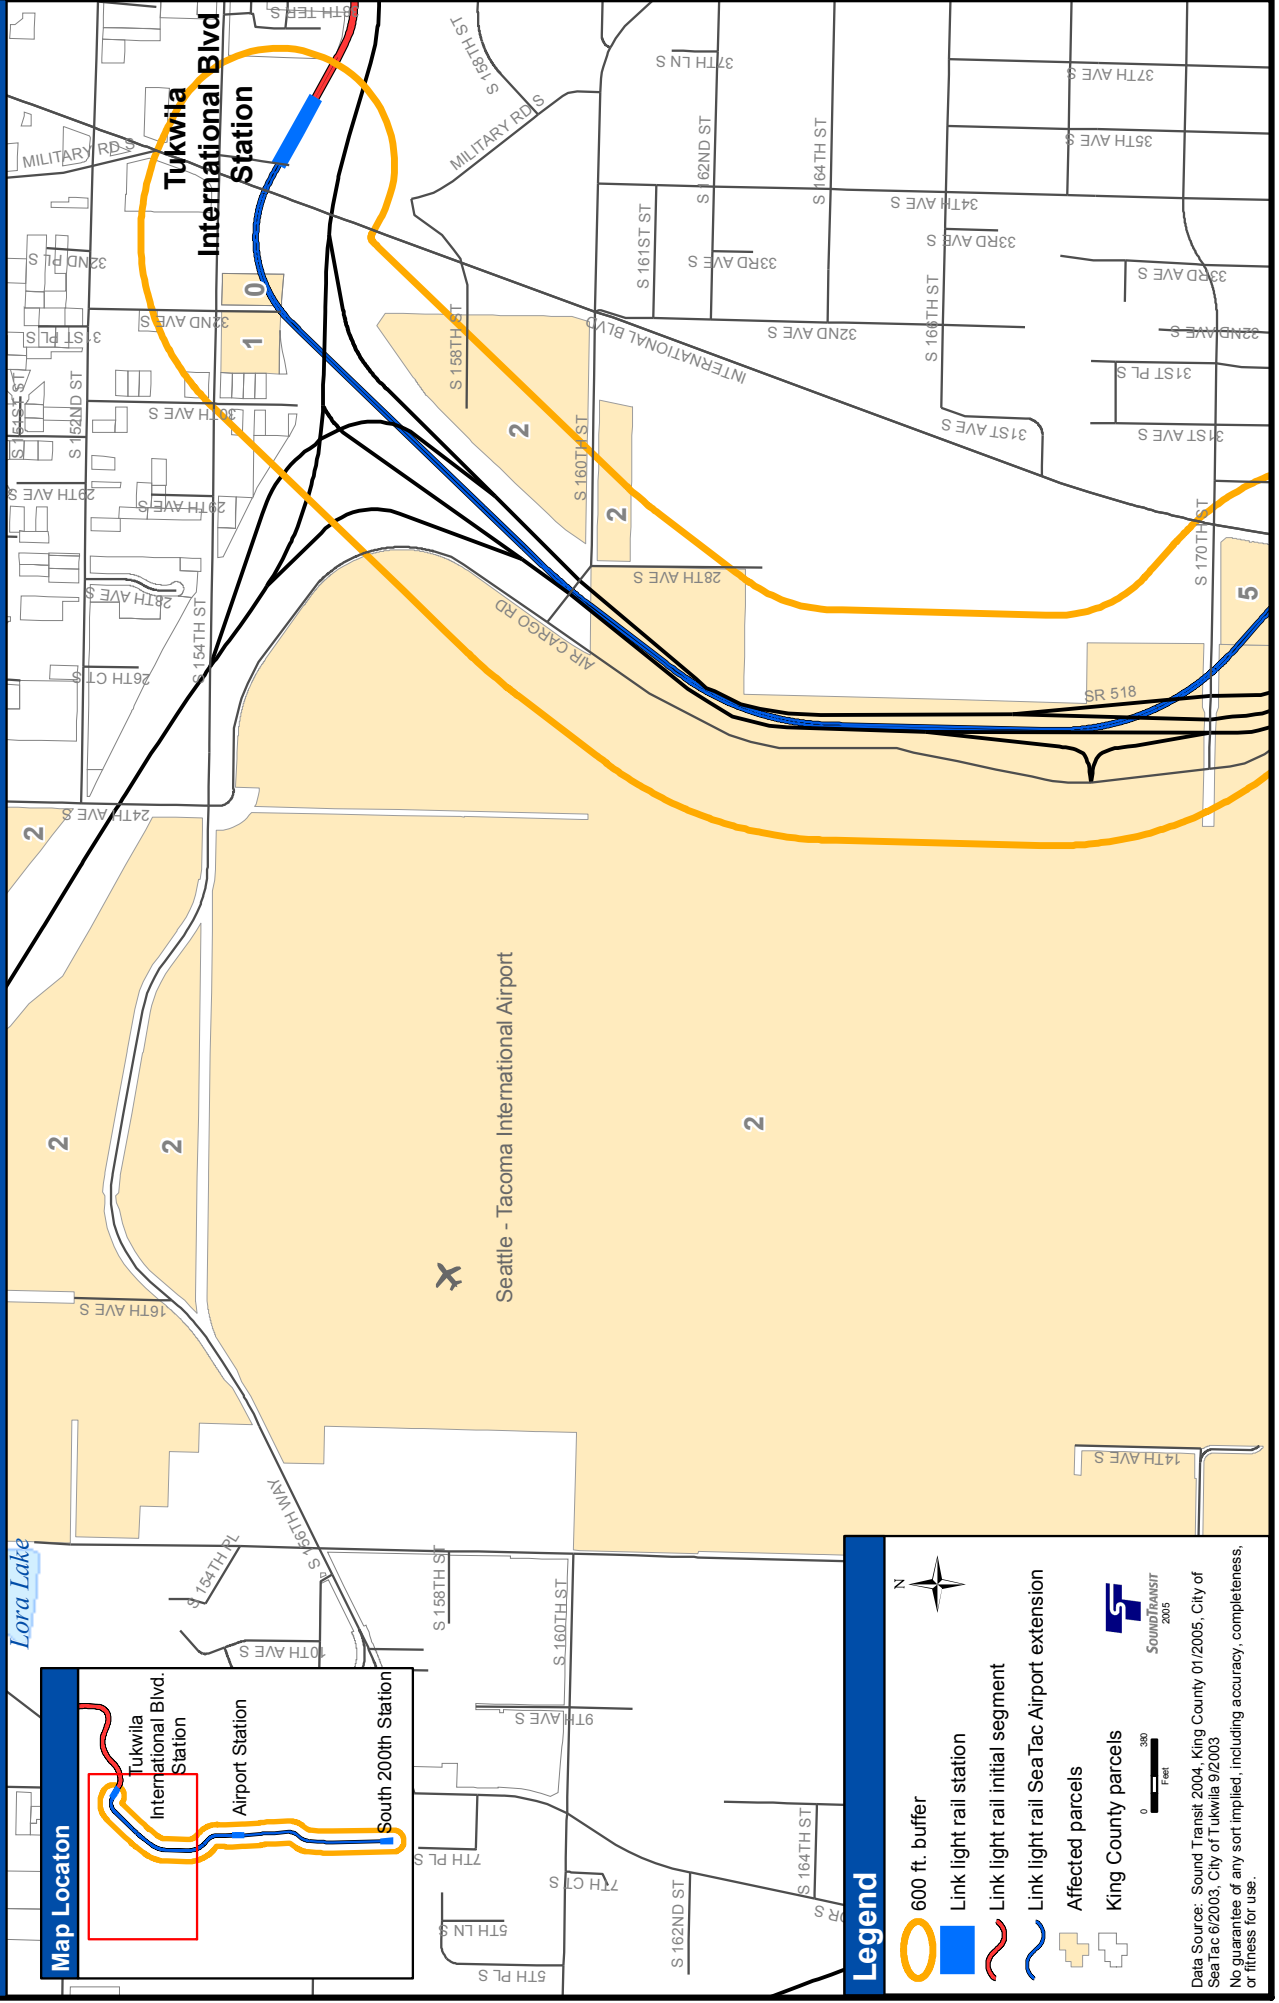 Lora Lake
Map Locaton
Tukwila
International Blvd.
Station
Airport Station
South 200th Station
Tukwila
International Blvd
Station
MILITARY RD S
MILITARY RD S
S 158TH ST
37TH LN S
37TH AVE S
35TH AVE S
34TH AVE S
33RD AVE S
33RD AVE S
33RD AVE S
32ND AVE S
32ND AVE S
32ND AVE S
32ND PL S
31ST PL S
31ST PL S
31ST AVE S
31ST AVE S
30TH AVE S
29TH AVE S
29TH AVE S
28TH AVE S
28TH AVE S
26TH CT S
24TH AVE S
16TH AVE S
14TH AVE S
10TH AVE S
9TH AVE S
7TH PL S
7TH CT S
5TH LN S
5TH PL S
S 151ST ST
S 152ND ST
S 154TH ST
S 154TH PL
S 156TH WAY
S 158TH ST
S 158TH ST
S 160TH ST
S 160TH ST
S 161ST ST
S 162ND ST
S 162ND ST
S 164TH ST
S 164TH ST
S 166TH ST
S 170TH ST
INTERNATIONAL BLVD
AIR CARGO RD
SR 518
0
1
2
2
2
2
2
2
5
Seattle - Tacoma International Airport
Legend
600 ft. buffer
Link light rail station
Link light rail initial segment
Link light rail SeaTac Airport extension
Affected parcels
King County parcels
N
0 380
Feet
SOUNDTRANSIT
2005
Data Source: Sound Transit 2004, King County 01/2005, City of
SeaTac 6/2003, City of Tukwila 9/2003
No guarantee of any sort implied, including accuracy, completeness,
or fitness for use.